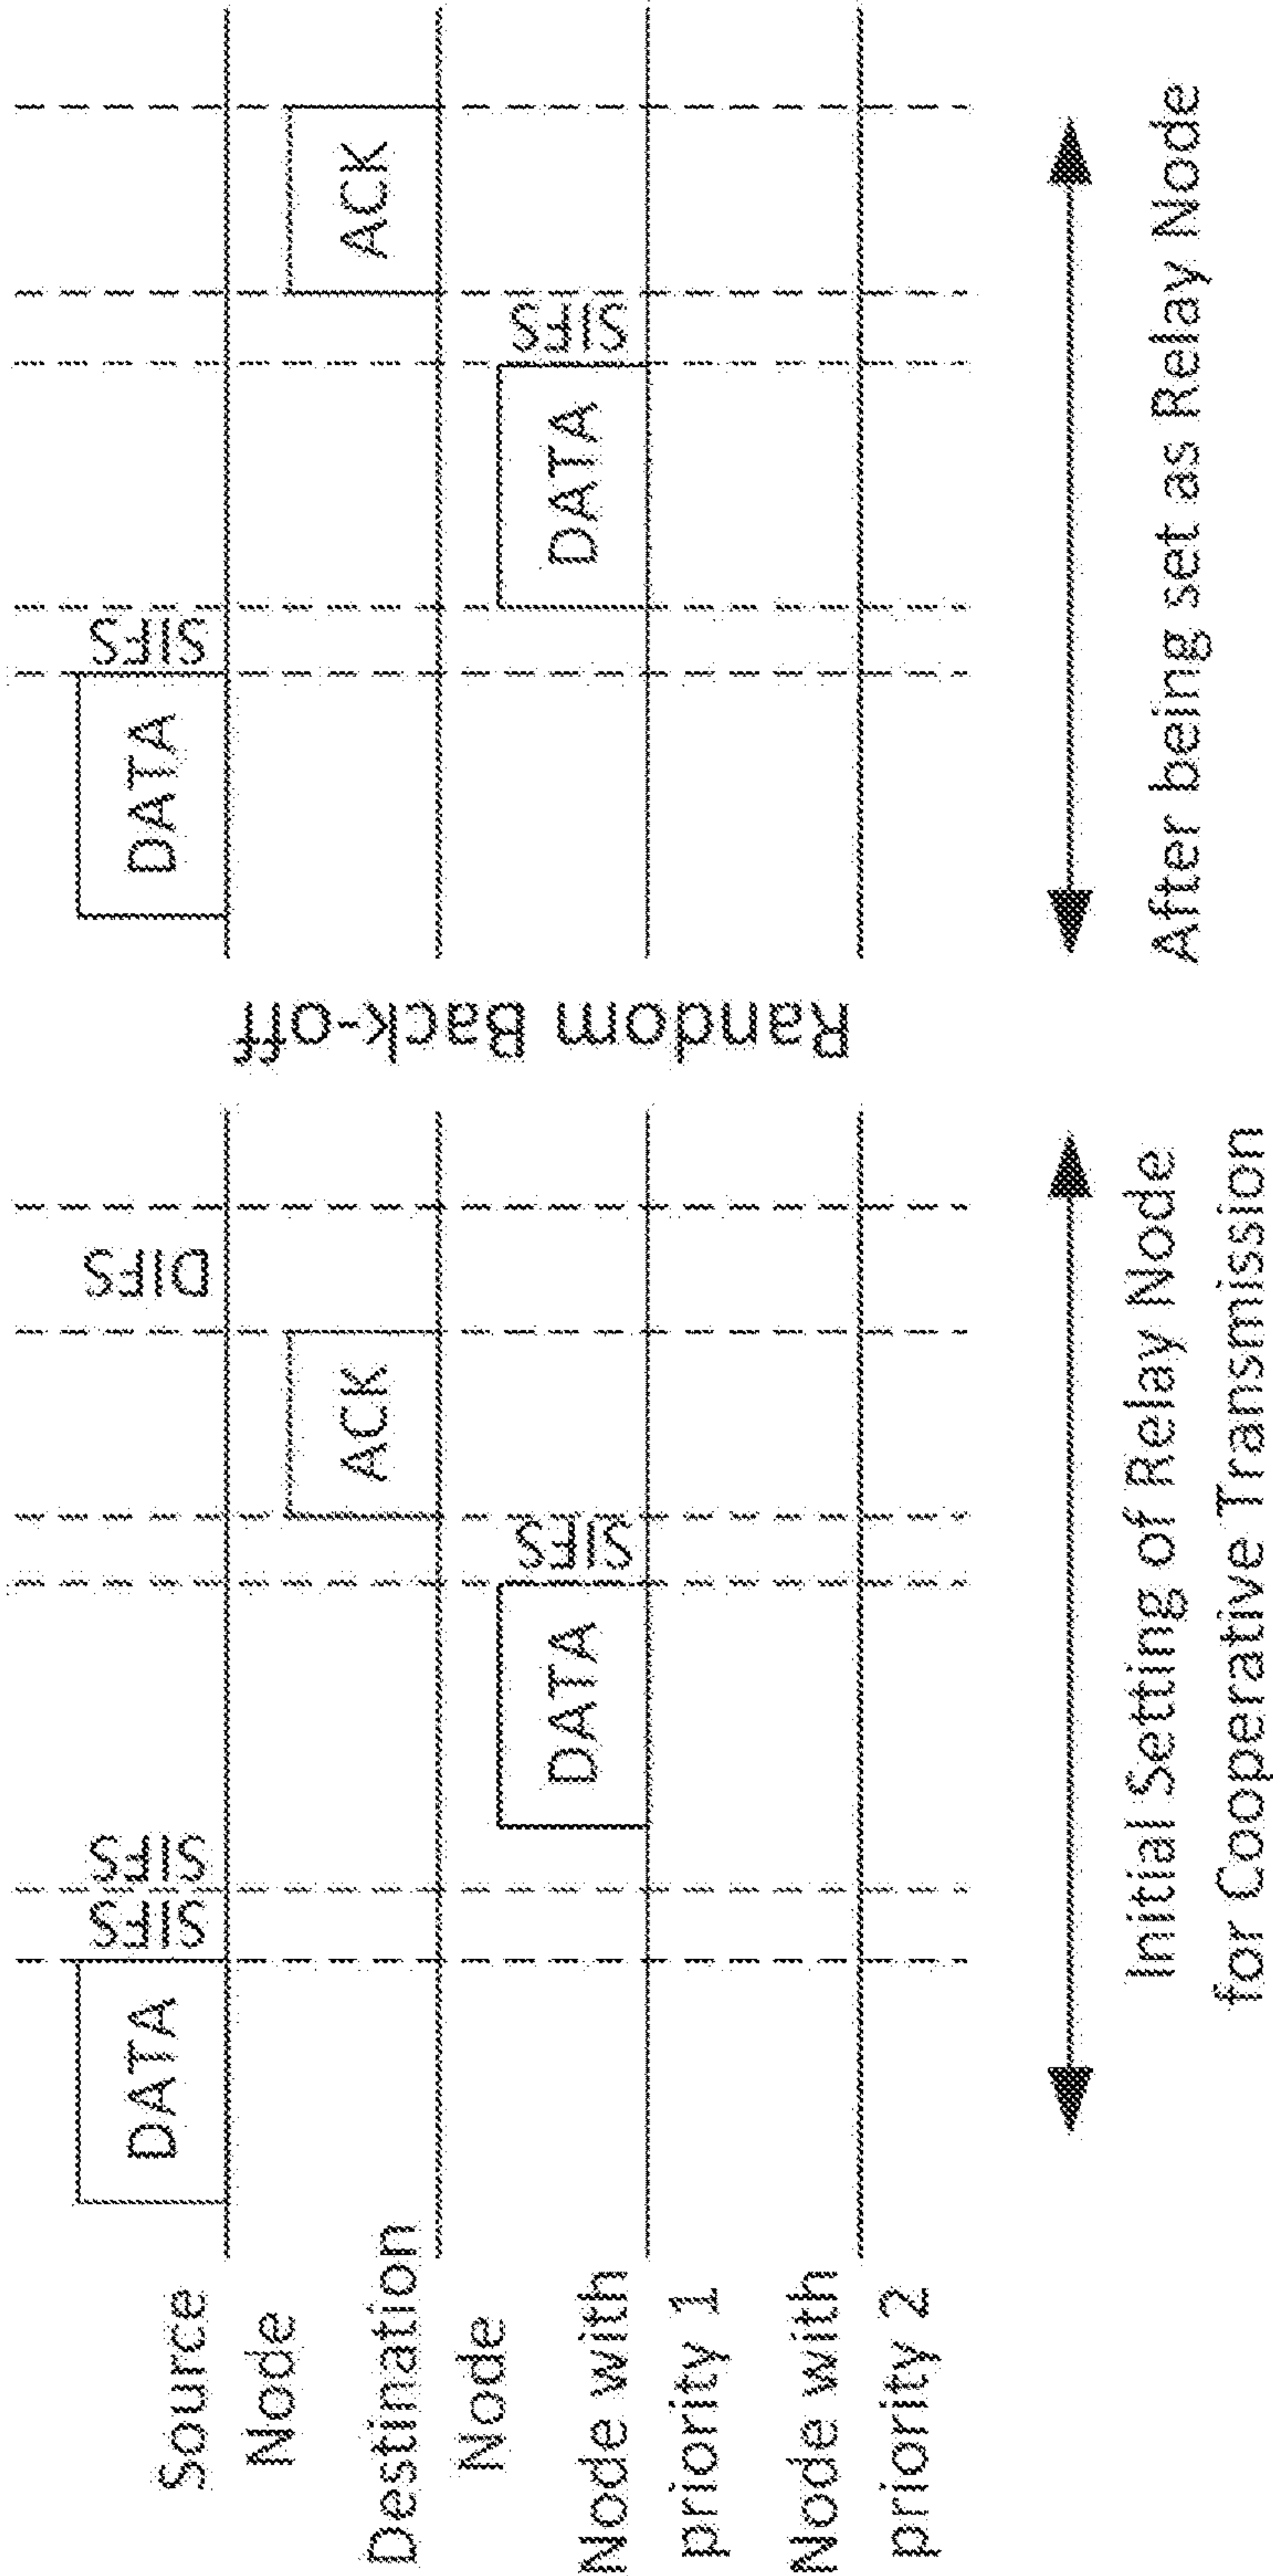 Source
Node
Destination
Node
Node with
priority 1
Node with
priority 2
DATA
SIFS
SIFS
DATA
SIFS
ACK
DIFS
Random Back-off
DATA
SIFS
DATA
SIFS
ACK
Initial Setting of Relay Node
for Cooperative Transmission
After being set as Relay Node